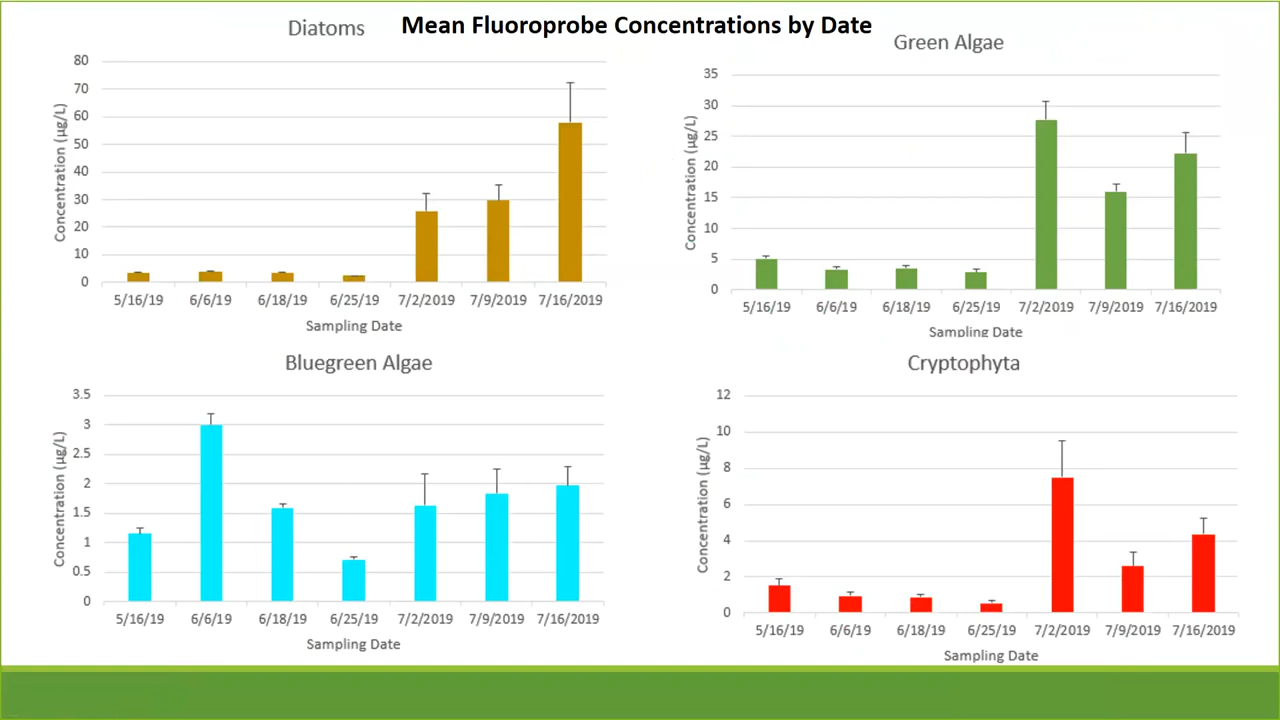 Mean Fluoroprobe Concentrations by Date
Diatoms
80
70
60
50
40
30
20
10
0
Concentration (µg/L)
5/16/19 6/6/19 6/18/19 6/25/19 7/2/2019 7/9/2019 7/16/2019
Sampling Date
Green Algae
35
30
25
20
15
10
5
0
Concentration (µg/L)
5/16/19 6/6/19 6/18/19 6/25/19 7/2/2019 7/9/2019 7/16/2019
Sampling Date
Bluegreen Algae
3.5
3
2.5
2
1.5
1
0.5
0
Concentration (µg/L)
5/16/19 6/6/19 6/18/19 6/25/19 7/2/2019 7/9/2019 7/16/2019
Sampling Date
Cryptophyta
12
10
8
6
4
2
0
Concentration (µg/L)
5/16/19 6/6/19 6/18/19 6/25/19 7/2/2019 7/9/2019 7/16/2019
Sampling Date